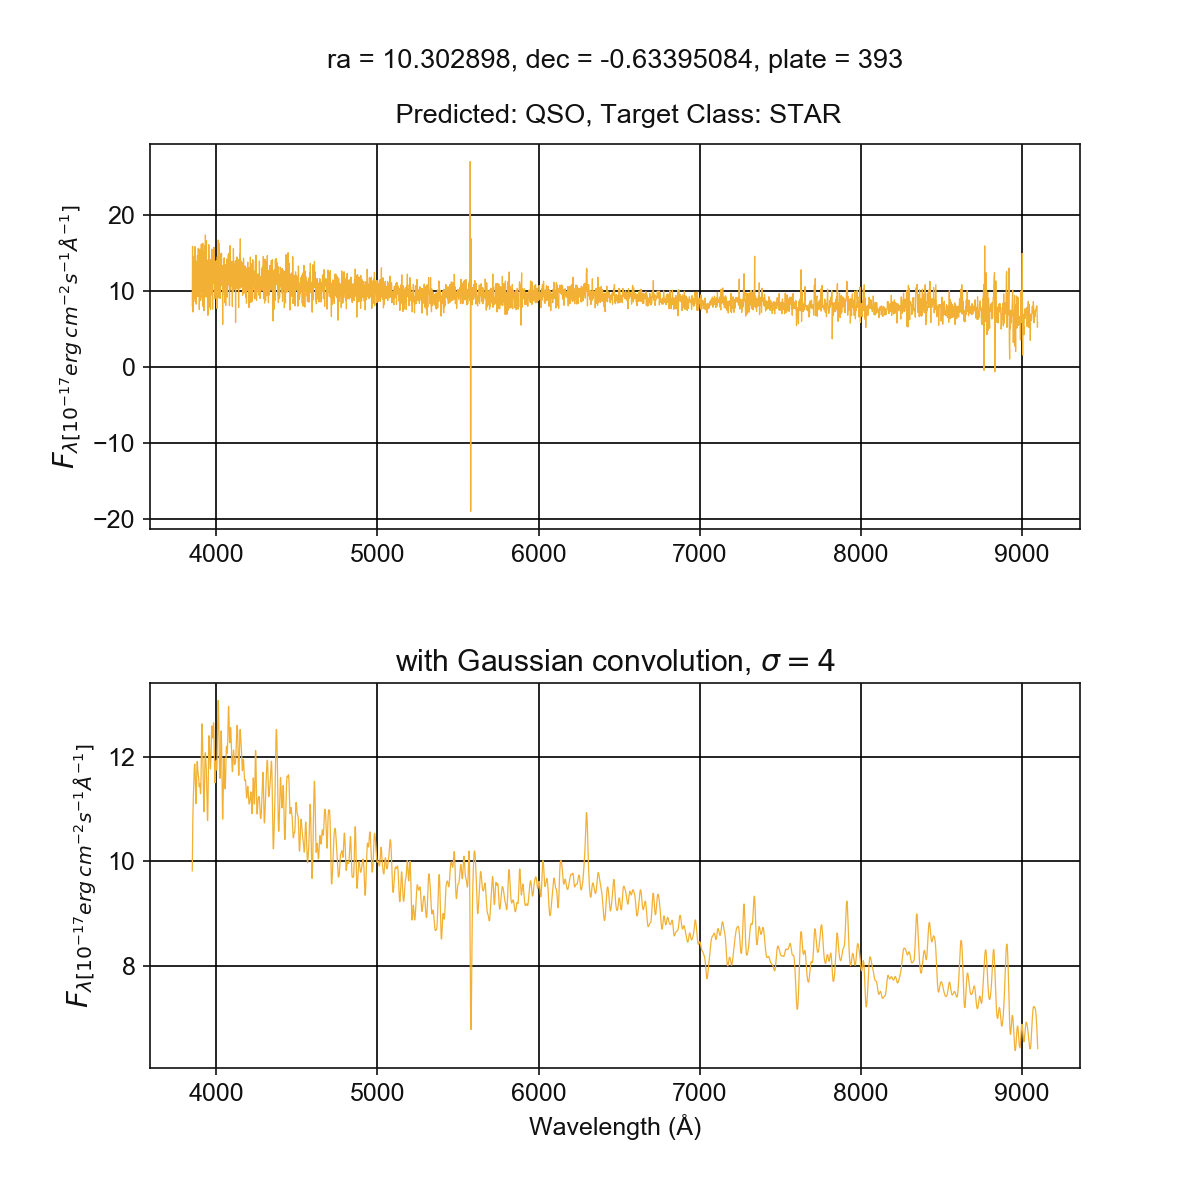 ra = 10.302898, dec = -0.63395084, plate = 393
Predicted: QSO, Target Class: STAR
F_λ[10^−17 erg cm^−2 s^−1 Å^−1]
20
10
0
−10
−20
4000 5000 6000 7000 8000 9000
with Gaussian convolution, σ = 4
F_λ[10^−17 erg cm^−2 s^−1 Å^−1]
12
10
8
4000 5000 6000 7000 8000 9000
Wavelength (Å)